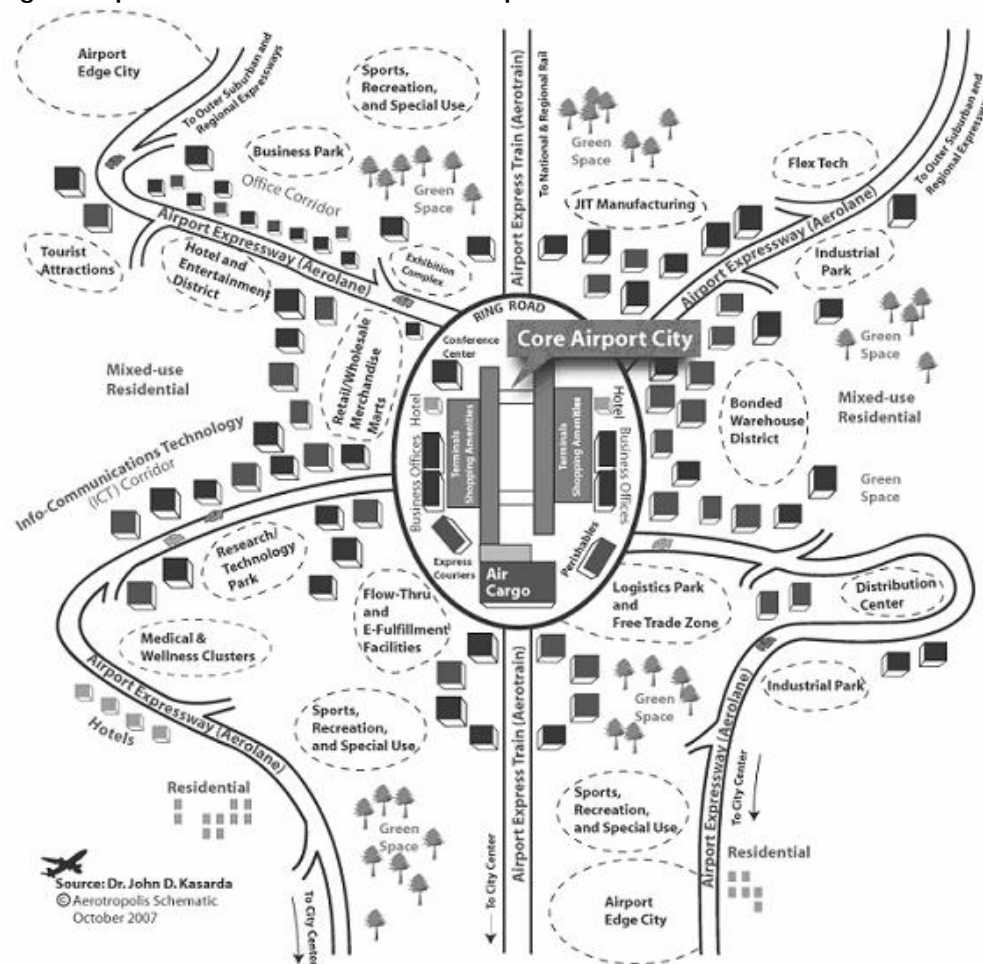 Airport
Edge City
To Outer Suburban and
Regional Expressways
Sports,
Recreation,
and Special Use
Airport Express Train (Aerotrain)
To National & Regional Rail
Green
Space
To Outer Suburban and
Regional Expressways
Business Park
Office Corridor
Green
Space
Flex Tech
JIT Manufacturing
Airport Expressway (Aerolane)
Airport Expressway (Aerolane)
Tourist
Attractions
Hotel and
Entertainment
District
Exhibition
Complex
Industrial
Park
RING ROAD
Core Airport City
Conference
Center
Green
Space
Mixed-use
Residential
Retail/Wholesale
Merchandise
Marts
Hotel
Terminals
Shopping Amenities
Terminals
Shopping Amenities
Hotel
Bonded
Warehouse
District
Mixed-use
Residential
Info-Communications Technology
(ICT) Corridor
Business Offices
Business Offices
Green
Space
Research/
Technology
Park
Express
Couriers
Air
Cargo
Perishables
Flow-Thru
and
E-Fulfillment
Facilities
Logistics Park
and
Free Trade Zone
Distribution
Center
Medical &
Wellness Clusters
Airport Expressway (Aerolane)
Industrial Park
Hotels
Sports,
Recreation,
and Special Use
Airport Express Train (Aerotrain)
Green
Space
Airport Expressway (Aerolane)
To City Center
Residential
Green
Space
Sports,
Recreation,
and Special Use
Residential
To City Center
To City Center
Airport
Edge City
Source: Dr. John D. Kasarda
© Aerotropolis Schematic
October 2007